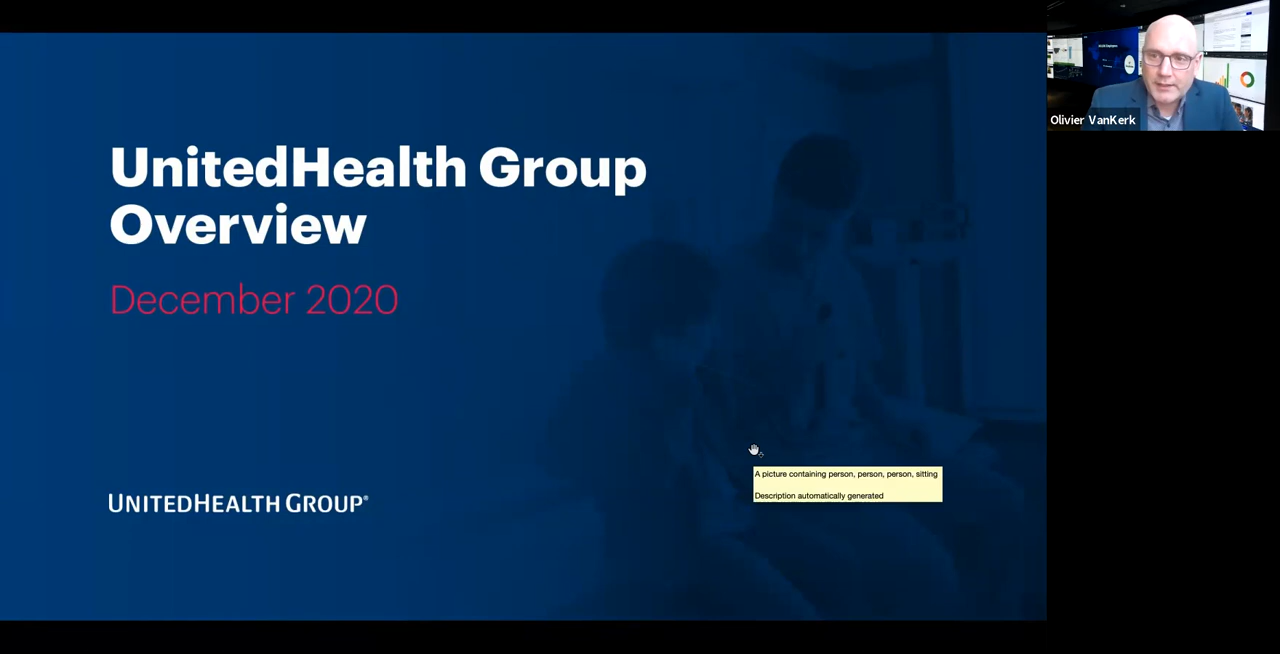 UnitedHealth Group
Overview
December 2020
UNITEDHEALTH GROUP®
A picture containing person, person, person, sitting
Description automatically generated
Olivier VanKerk